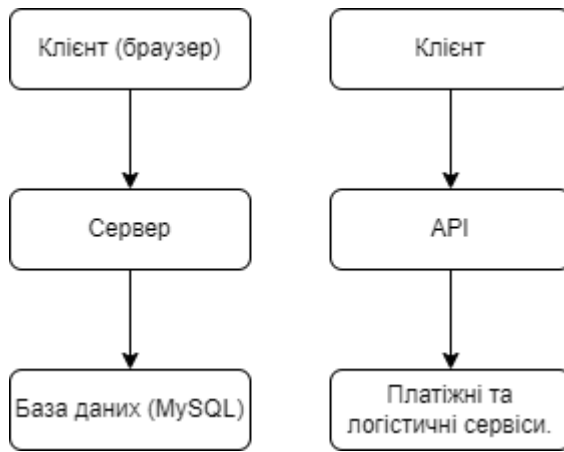 Клієнт (браузер)
Клієнт
Сервер
API
База даних (MySQL)
Платіжні та
логістичні сервіси.